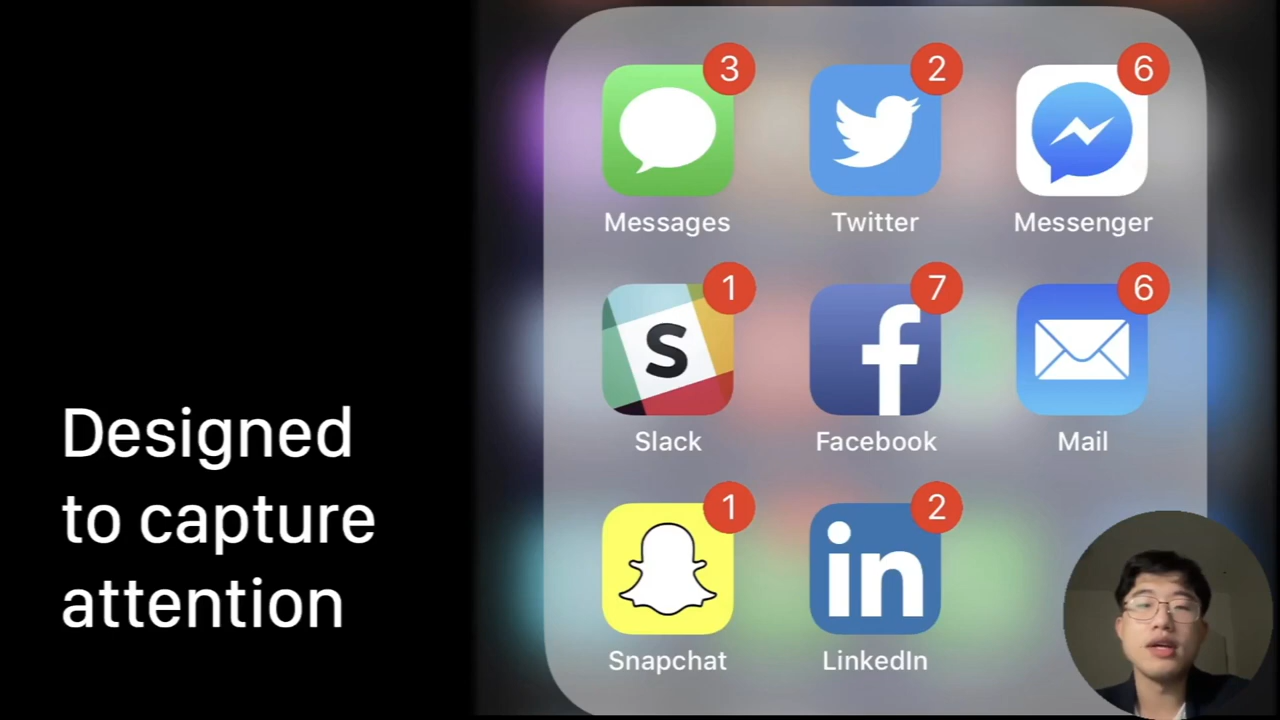 3 2 6
Messages Twitter Messenger
1 7 6
S f
Slack Facebook Mail
1 2
in
Snapchat LinkedIn
Designed
to capture
attention